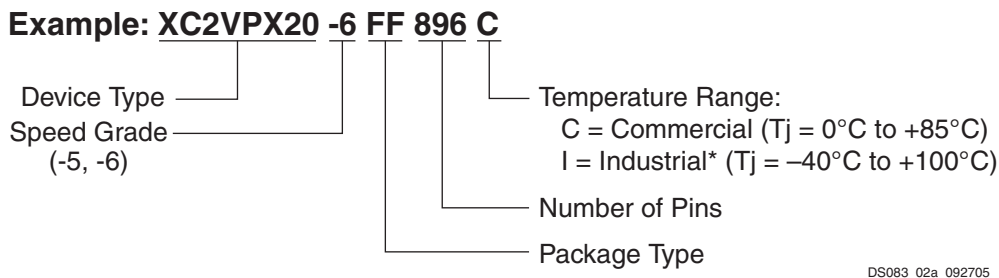 Example: XC2VPX20 -6 FF 896 C
Device Type
Speed Grade
(-5, -6)
Temperature Range:
C = Commercial (Tj = 0°C to +85°C)
I = Industrial* (Tj = –40°C to +100°C)
Number of Pins
Package Type
DS083_02a_092705